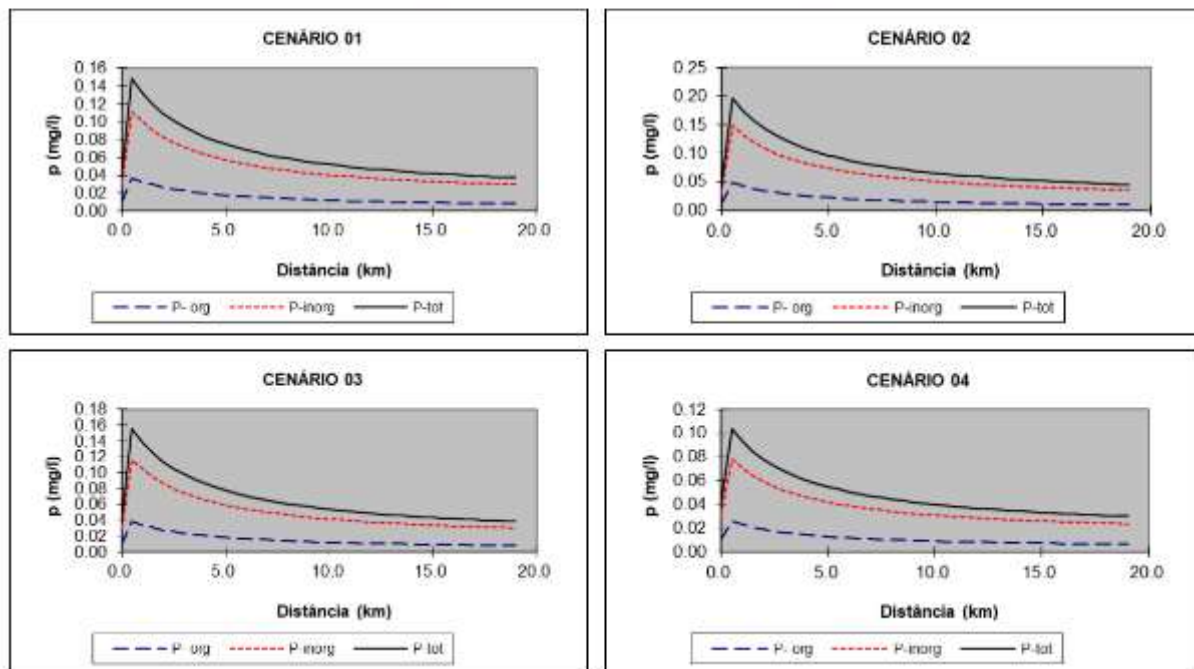 CENÁRIO 01
p (mg/l)
0.16
0.14
0.12
0.10
0.08
0.06
0.04
0.02
0.00
0.0 5.0 10.0 15.0 20.0
Distância (km)
P- org P-inorg P-tot
CENÁRIO 02
p (mg/l)
0.25
0.20
0.15
0.10
0.05
0.00
0.0 5.0 10.0 15.0 20.0
Distância (km)
P- org P-inorg P-tot
CENÁRIO 03
p (mg/l)
0.18
0.16
0.14
0.12
0.10
0.08
0.06
0.04
0.02
0.00
0.0 5.0 10.0 15.0 20.0
Distância (km)
P- org P-inorg P-tot
CENÁRIO 04
p (mg/l)
0.12
0.10
0.08
0.06
0.04
0.02
0.00
0.0 5.0 10.0 15.0 20.0
Distância (km)
P- org P-inorg P-tot